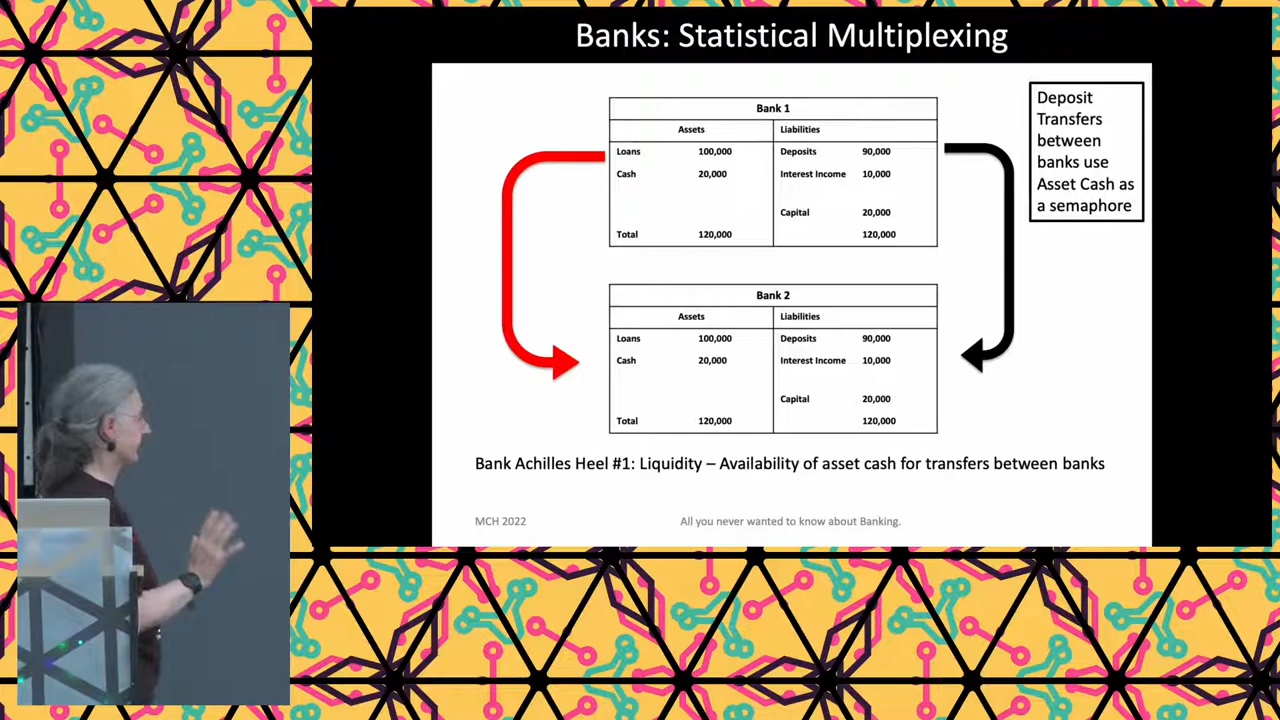 Banks: Statistical Multiplexing
Bank 1
Assets Liabilities
Loans 100,000 Deposits 90,000
Cash 20,000 Interest Income 10,000
Capital 20,000
Total 120,000 120,000
Deposit
Transfers
between
banks use
Asset Cash as
a semaphore
Bank 2
Assets Liabilities
Loans 100,000 Deposits 90,000
Cash 20,000 Interest Income 10,000
Capital 20,000
Total 120,000 120,000
Bank Achilles Heel #1: Liquidity – Availability of asset cash for transfers between banks
MCH 2022 All you never wanted to know about Banking.